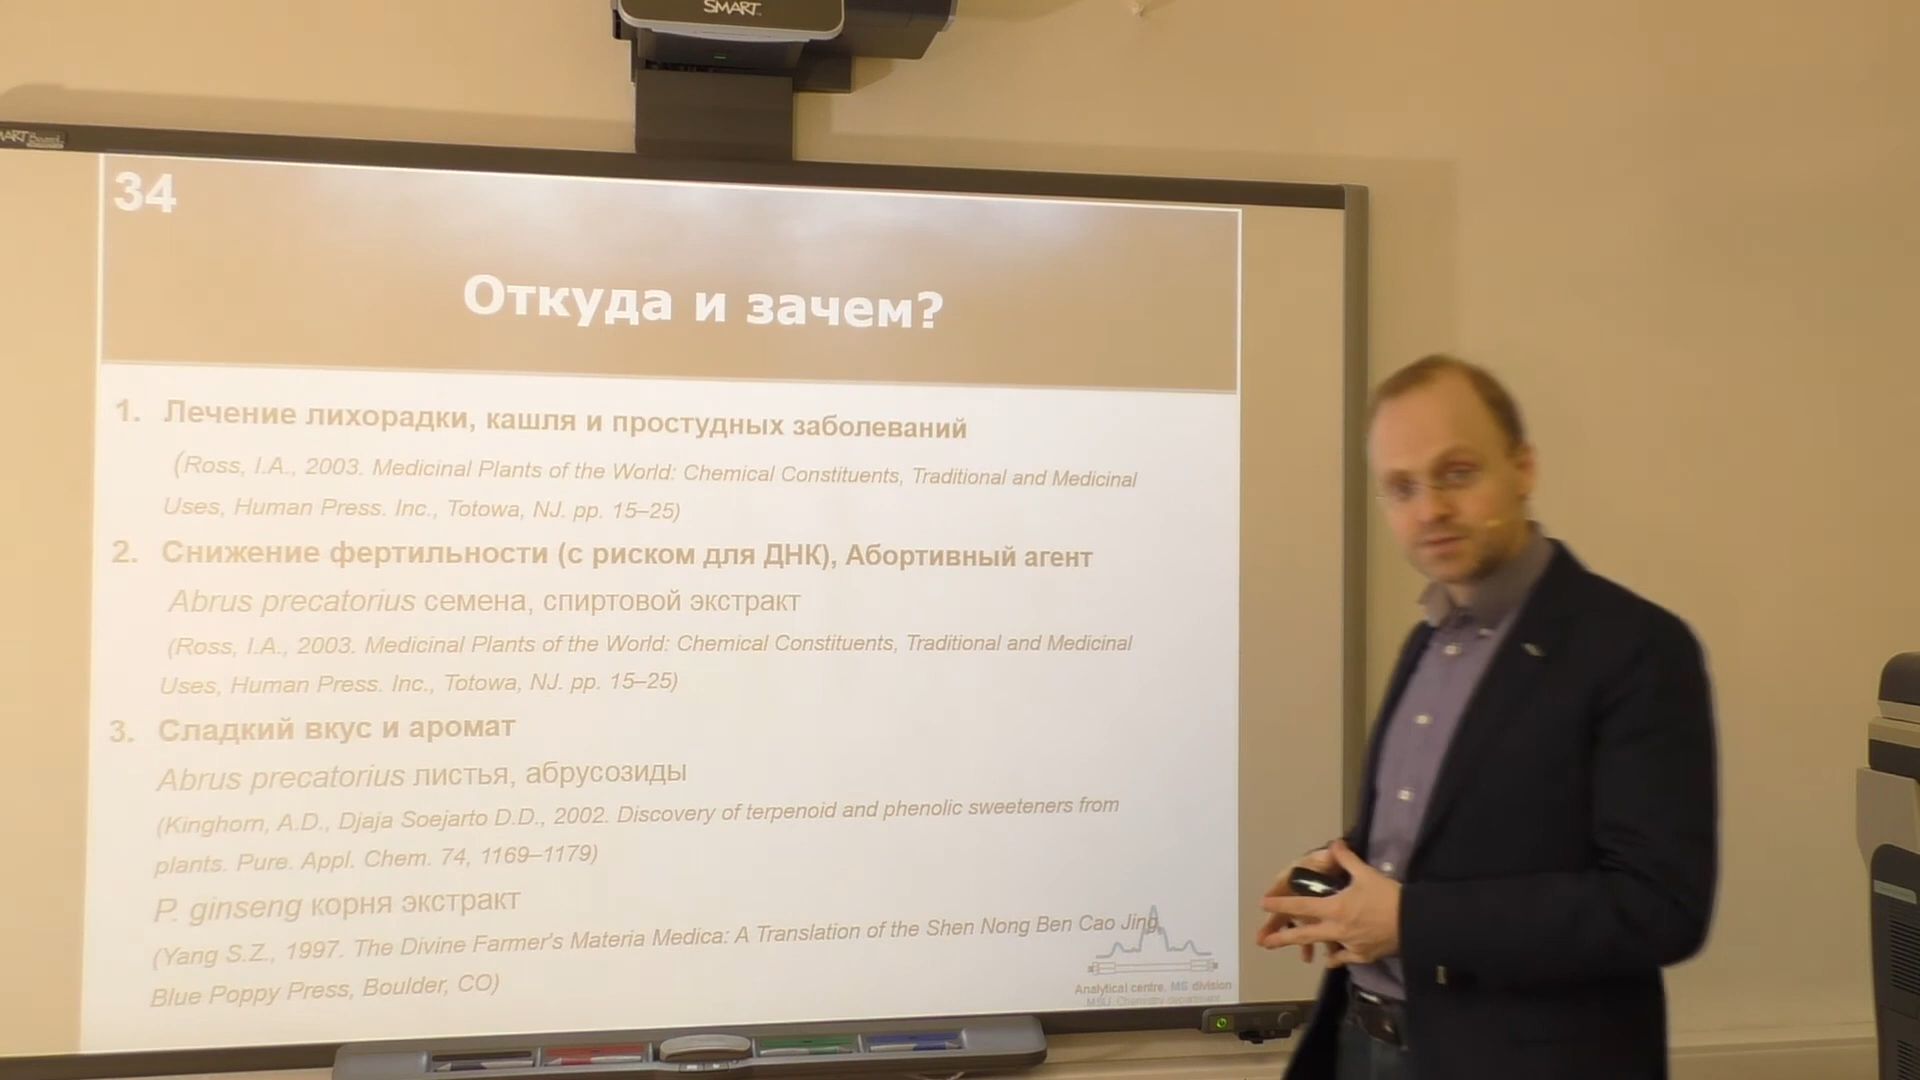 SMART
SMART Board
34
Откуда и зачем?
1. Лечение лихорадки, кашля и простудных заболеваний
(Ross, I.A., 2003. Medicinal Plants of the World: Chemical Constituents, Traditional and Medicinal
Uses, Human Press. Inc., Totowa, NJ. pp. 15–25)
2. Снижение фертильности (с риском для ДНК), Абортивный агент
Abrus precatorius семена, спиртовой экстракт
(Ross, I.A., 2003. Medicinal Plants of the World: Chemical Constituents, Traditional and Medicinal
Uses, Human Press. Inc., Totowa, NJ. pp. 15–25)
3. Сладкий вкус и аромат
Abrus precatorius листья, абрусозиды
(Kinghorn, A.D., Djaja Soejarto D.D., 2002. Discovery of terpenoid and phenolic sweeteners from
plants. Pure. Appl. Chem. 74, 1169–1179)
P. ginseng корня экстракт
(Yang S.Z., 1997. The Divine Farmer's Materia Medica: A Translation of the Shen Nong Ben Cao Jing,
Blue Poppy Press, Boulder, CO)
Analytical centre, MS division
MSU, Chemistry department